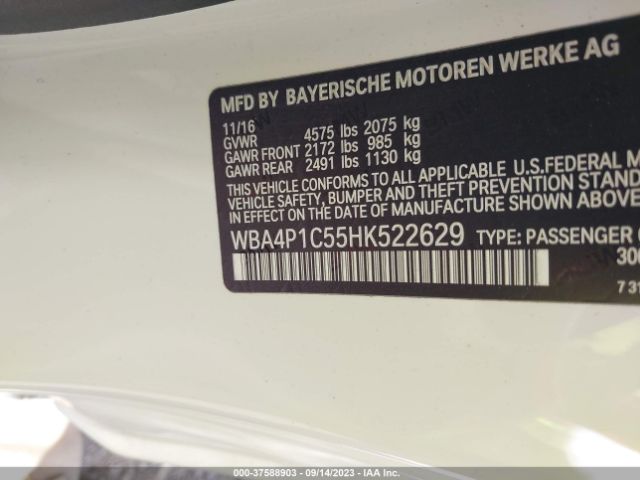 MFD BY BAYERISCHE MOTOREN WERKE AG
11/16
GVWR 4575 lbs 2075 kg
GAWR FRONT 2172 lbs 985 kg
GAWR REAR 2491 lbs 1130 kg
THIS VEHICLE CONFORMS TO ALL APPLICABLE U.S.FEDERAL M
VEHICLE SAFETY, BUMPER AND THEFT PREVENTION STAND
IN EFFECT ON THE DATE OF MANUFACTURE SHOWN ABOVE
WBA4P1C55HK522629 TYPE: PASSENGER
300
7 31
000-37588903 - 09/14/2023 - IAA Inc.